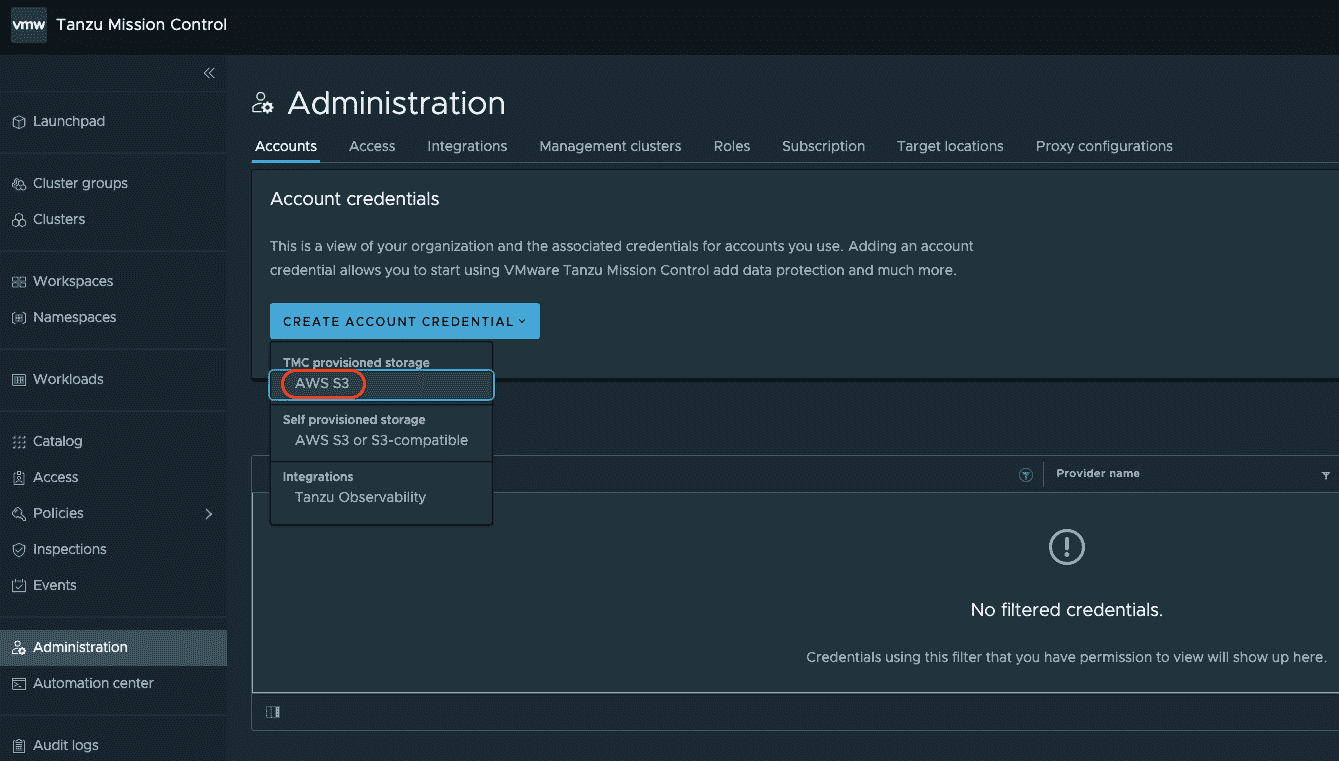 vmw Tanzu Mission Control
Launchpad
Cluster groups
Clusters
Workspaces
Namespaces
Workloads
Catalog
Access
Policies
Inspections
Events
Administration
Automation center
Audit logs
Administration
Accounts Access Integrations Management clusters Roles Subscription Target locations Proxy configurations
Account credentials
This is a view of your organization and the associated credentials for accounts you use. Adding an account
credential allows you to start using VMware Tanzu Mission Control add data protection and much more.
CREATE ACCOUNT CREDENTIAL
TMC provisioned storage
AWS S3
Self provisioned storage
AWS S3 or S3-compatible
Integrations
Tanzu Observability
Provider name
No filtered credentials.
Credentials using this filter that you have permission to view will show up here.